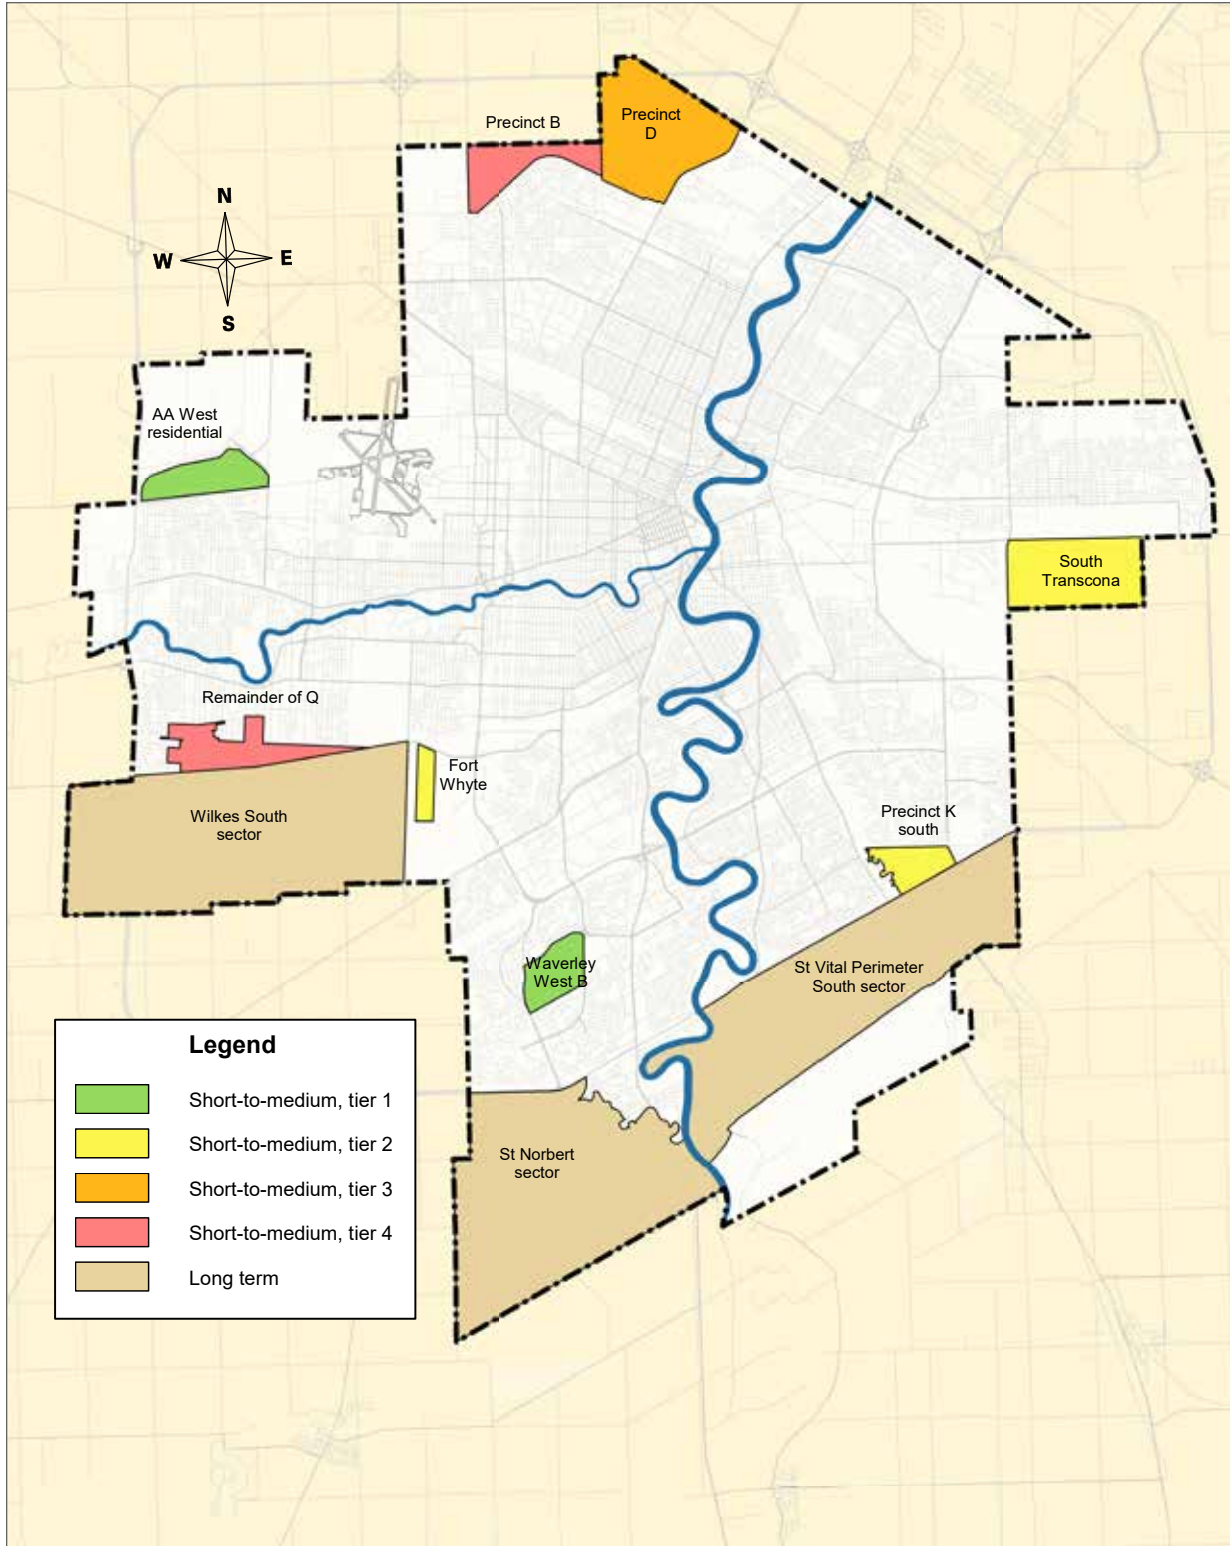 Precinct B
Precinct
D
N
W
E
S
AA West
residential
South
Transcona
Remainder of Q
Fort
Whyte
Wilkes South
sector
Precinct K
south
Waverley
West B
St Vital Perimeter
South sector
St Norbert
sector
Legend
Short-to-medium, tier 1
Short-to-medium, tier 2
Short-to-medium, tier 3
Short-to-medium, tier 4
Long term